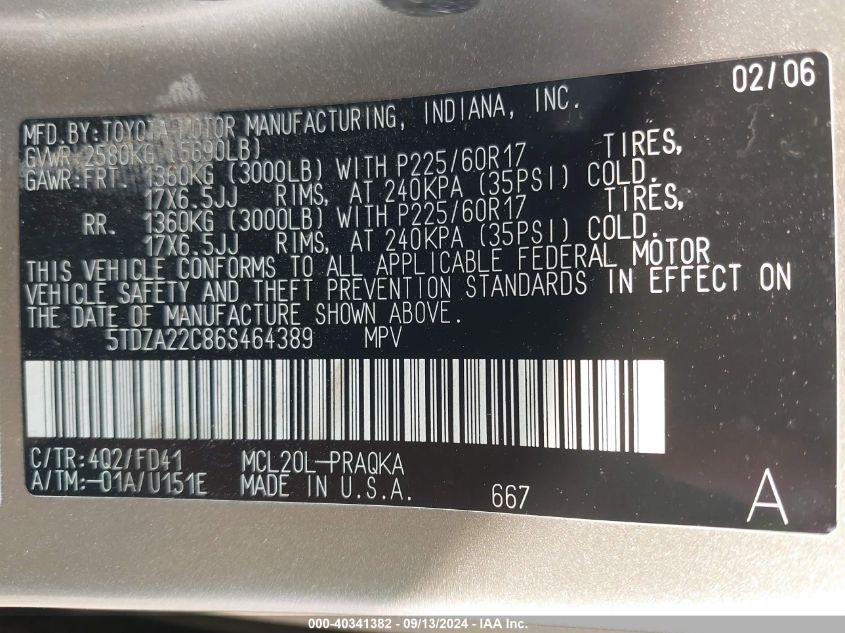 02/06
MFD.BY:TOYOTA MOTOR MANUFACTURING, INDIANA, INC.
GVWR 2580KG (5690LB)
GAWR:FRT. 1360KG (3000LB) WITH P225/60R17 TIRES,
17X6.5JJ RIMS, AT 240KPA (35PSI) COLD.
RR. 1360KG (3000LB) WITH P225/60R17 TIRES,
17X6.5JJ RIMS, AT 240KPA (35PSI) COLD.
THIS VEHICLE CONFORMS TO ALL APPLICABLE FEDERAL MOTOR
VEHICLE SAFETY AND THEFT PREVENTION STANDARDS IN EFFECT ON
THE DATE OF MANUFACTURE SHOWN ABOVE.
5TDZA22C86S464389 MPV
C/TR:4Q2/FD41 MCL20L-PRAQKA
A/TM:-01A/U151E MADE IN U.S.A. 667 A
000-40341382 - 09/13/2024 - IAA Inc.